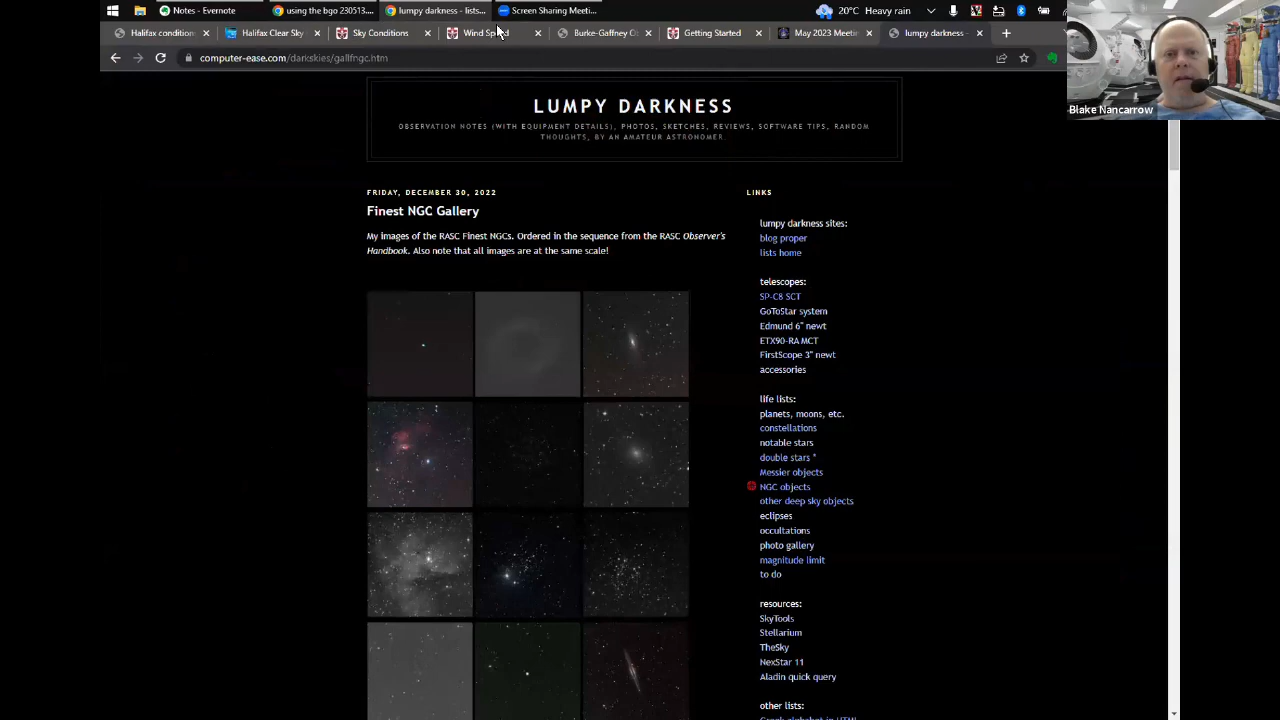 Notes - Evernote
using the bgo 230513....
lumpy darkness - lists...
Screen Sharing Meeti...
20°C Heavy rain
Halifax condition
Halifax Clear Sky
Sky Conditions
Wind Speed
Burke-Gaffney O
Getting Started
May 2023 Meetin
lumpy darkness -
computer-ease.com/darkskies/gallfngc.htm
Blake Nancarrow
LUMPY DARKNESS
OBSERVATION NOTES (WITH EQUIPMENT DETAILS), PHOTOS, SKETCHES, REVIEWS, SOFTWARE TIPS, RANDOM
THOUGHTS, BY AN AMATEUR ASTRONOMER.
FRIDAY, DECEMBER 30, 2022
Finest NGC Gallery
My images of the RASC Finest NGCs. Ordered in the sequence from the RASC Observer's
Handbook. Also note that all images are at the same scale!
LINKS
lumpy darkness sites:
blog proper
lists home
telescopes:
SP-C8 SCT
GoToStar system
Edmund 6" newt
ETX90-RA MCT
FirstScope 3" newt
accessories
life lists:
planets, moons, etc.
constellations
notable stars
double stars *
Messier objects
NGC objects
other deep sky objects
eclipses
occultations
photo gallery
magnitude limit
to do
resources:
SkyTools
Stellarium
TheSky
NexStar 11
Aladin quick query
other lists:
Greek alphabet in HTML